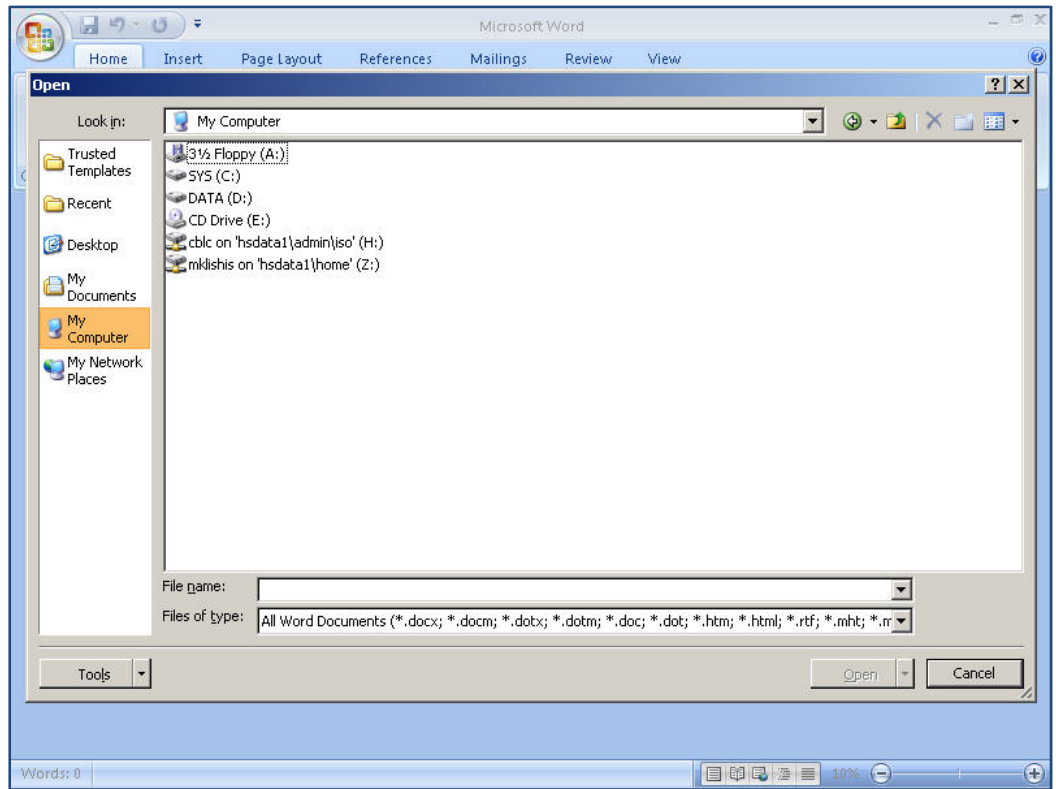 Microsoft Word
Home Insert Page Layout References Mailings Review View
Open
Look in: My Computer
Trusted Templates
Recent
Desktop
My Documents
My Computer
My Network Places
3½ Floppy (A:)
SYS (C:)
DATA (D:)
CD Drive (E:)
cblc on 'hsdata1\admin\iso' (H:)
mklishis on 'hsdata1\home' (Z:)
File name:
Files of type: All Word Documents (*.docx; *.docm; *.dotx; *.dotm; *.doc; *.dot; *.htm; *.html; *.rtf; *.mht; *.m
Tools Open Cancel
Words: 0 10%